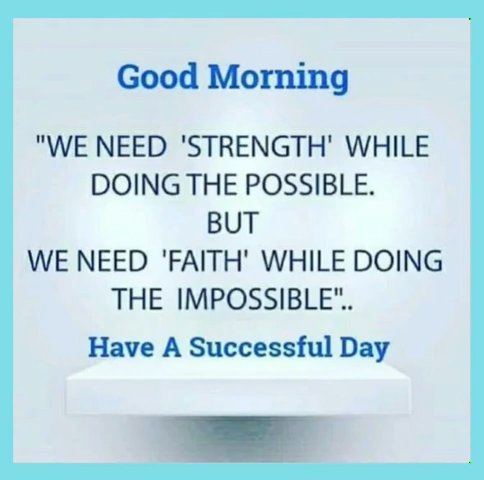 Good Morning
"WE NEED 'STRENGTH' WHILE
DOING THE POSSIBLE.
BUT
WE NEED 'FAITH' WHILE DOING
THE IMPOSSIBLE"..
Have A Successful Day